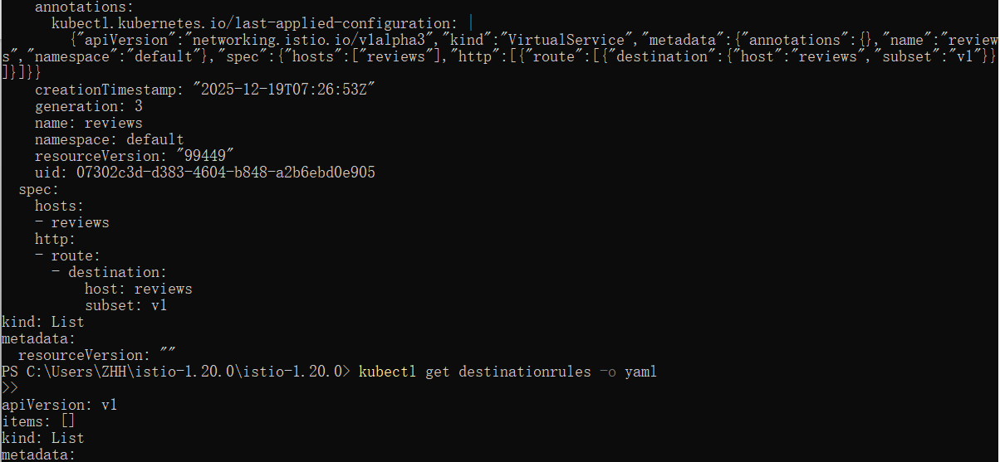 annotations:
kubectl.kubernetes.io/last-applied-configuration: |
{"apiVersion":"networking.istio.io/v1alpha3","kind":"VirtualService","metadata":{"annotations":{},"name":"review
s","namespace":"default"},"spec":{"hosts":["reviews"],"http":[{"route":[{"destination":{"host":"reviews","subset":"v1"}}
]}]}}
creationTimestamp: "2025-12-19T07:26:53Z"
generation: 3
name: reviews
namespace: default
resourceVersion: "99449"
uid: 07302c3d-d383-4604-b848-a2b6ebd0e905
spec:
hosts:
- reviews
http:
- route:
- destination:
host: reviews
subset: v1
kind: List
metadata:
resourceVersion: ""
PS C:\Users\ZHH\istio-1.20.0\istio-1.20.0> kubectl get destinationrules -o yaml
>>
apiVersion: v1
items: []
kind: List
metadata: